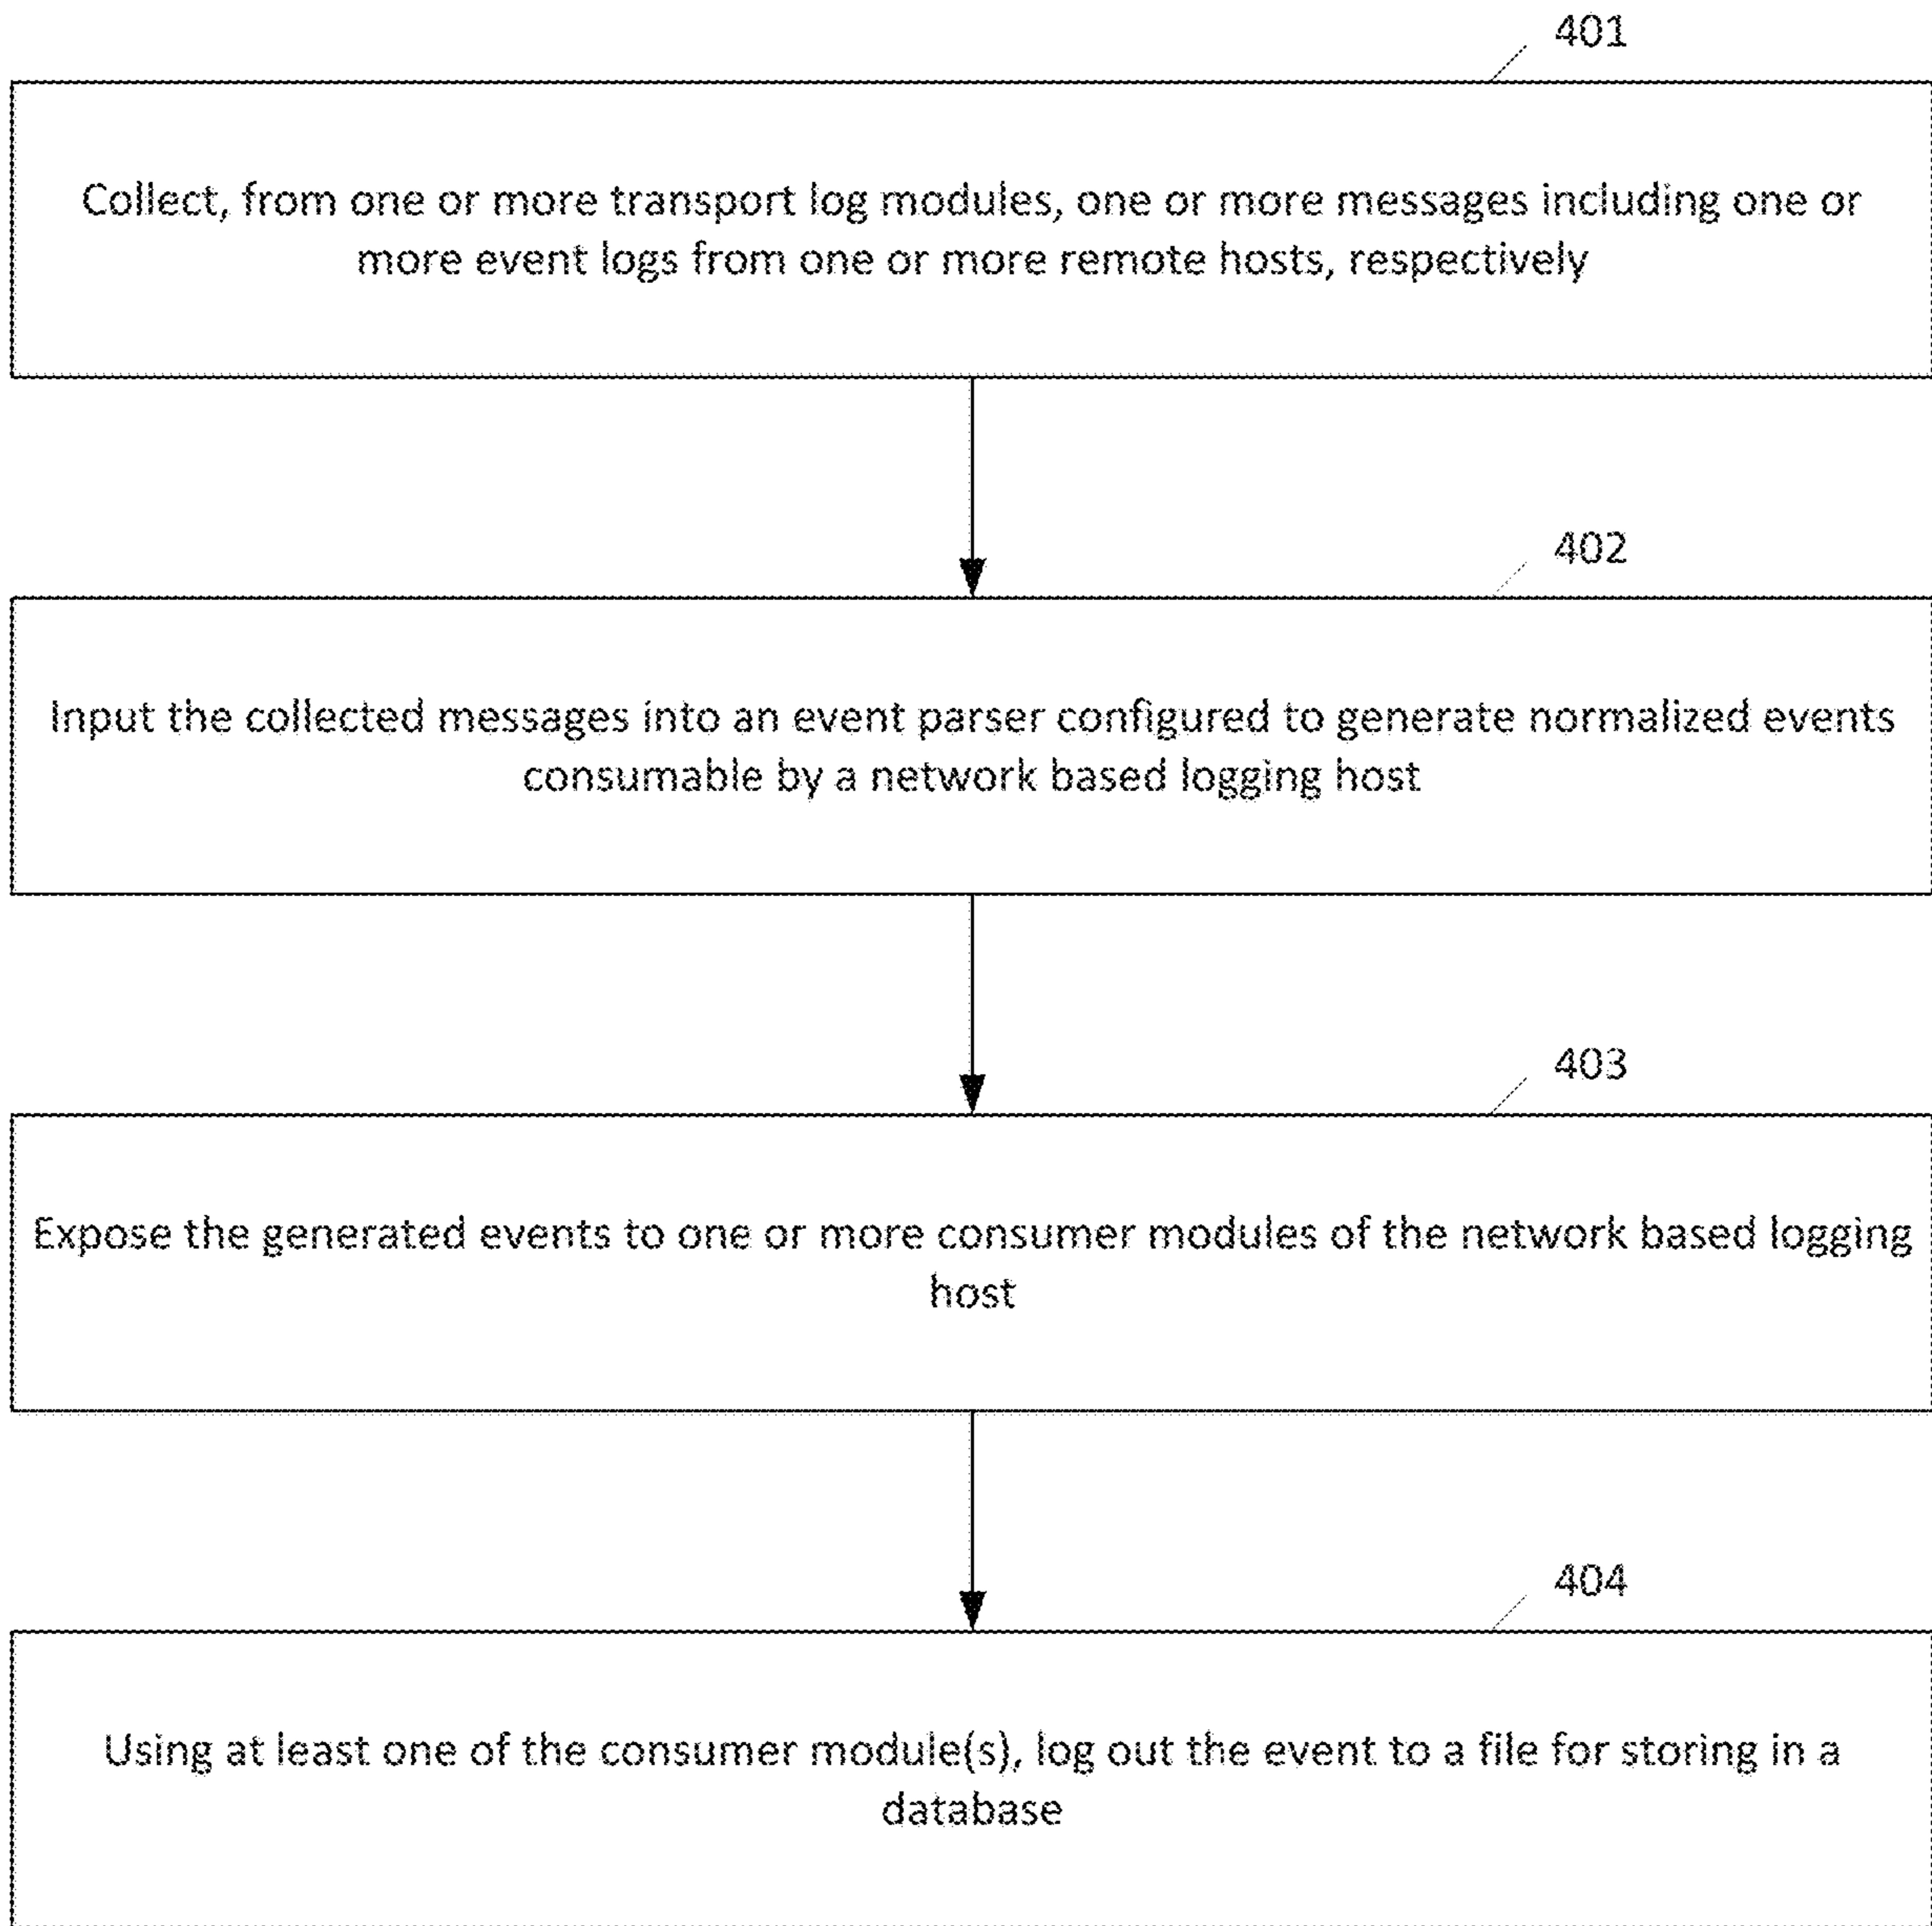 401
Collect, from one or more transport log modules, one or more messages including one or
more event logs from one or more remote hosts, respectively
402
Input the collected messages into an event parser configured to generate normalized events
consumable by a network based logging host
403
Expose the generated events to one or more consumer modules of the network based logging
host
404
Using at least one of the consumer module(s), log out the event to a file for storing in a
database